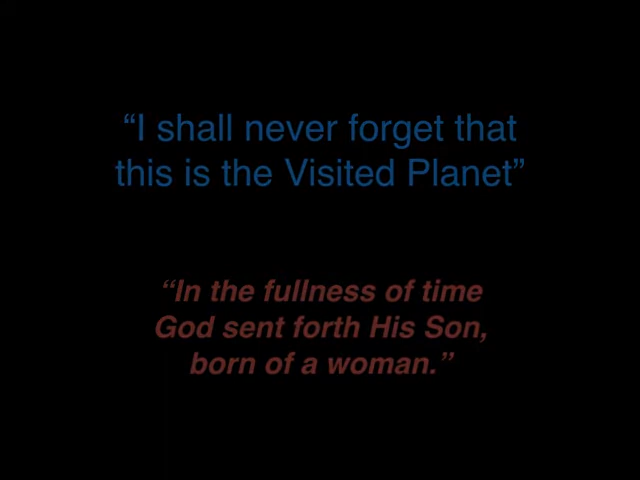 “I shall never forget that
this is the Visited Planet”
“In the fullness of time
God sent forth His Son,
born of a woman.”